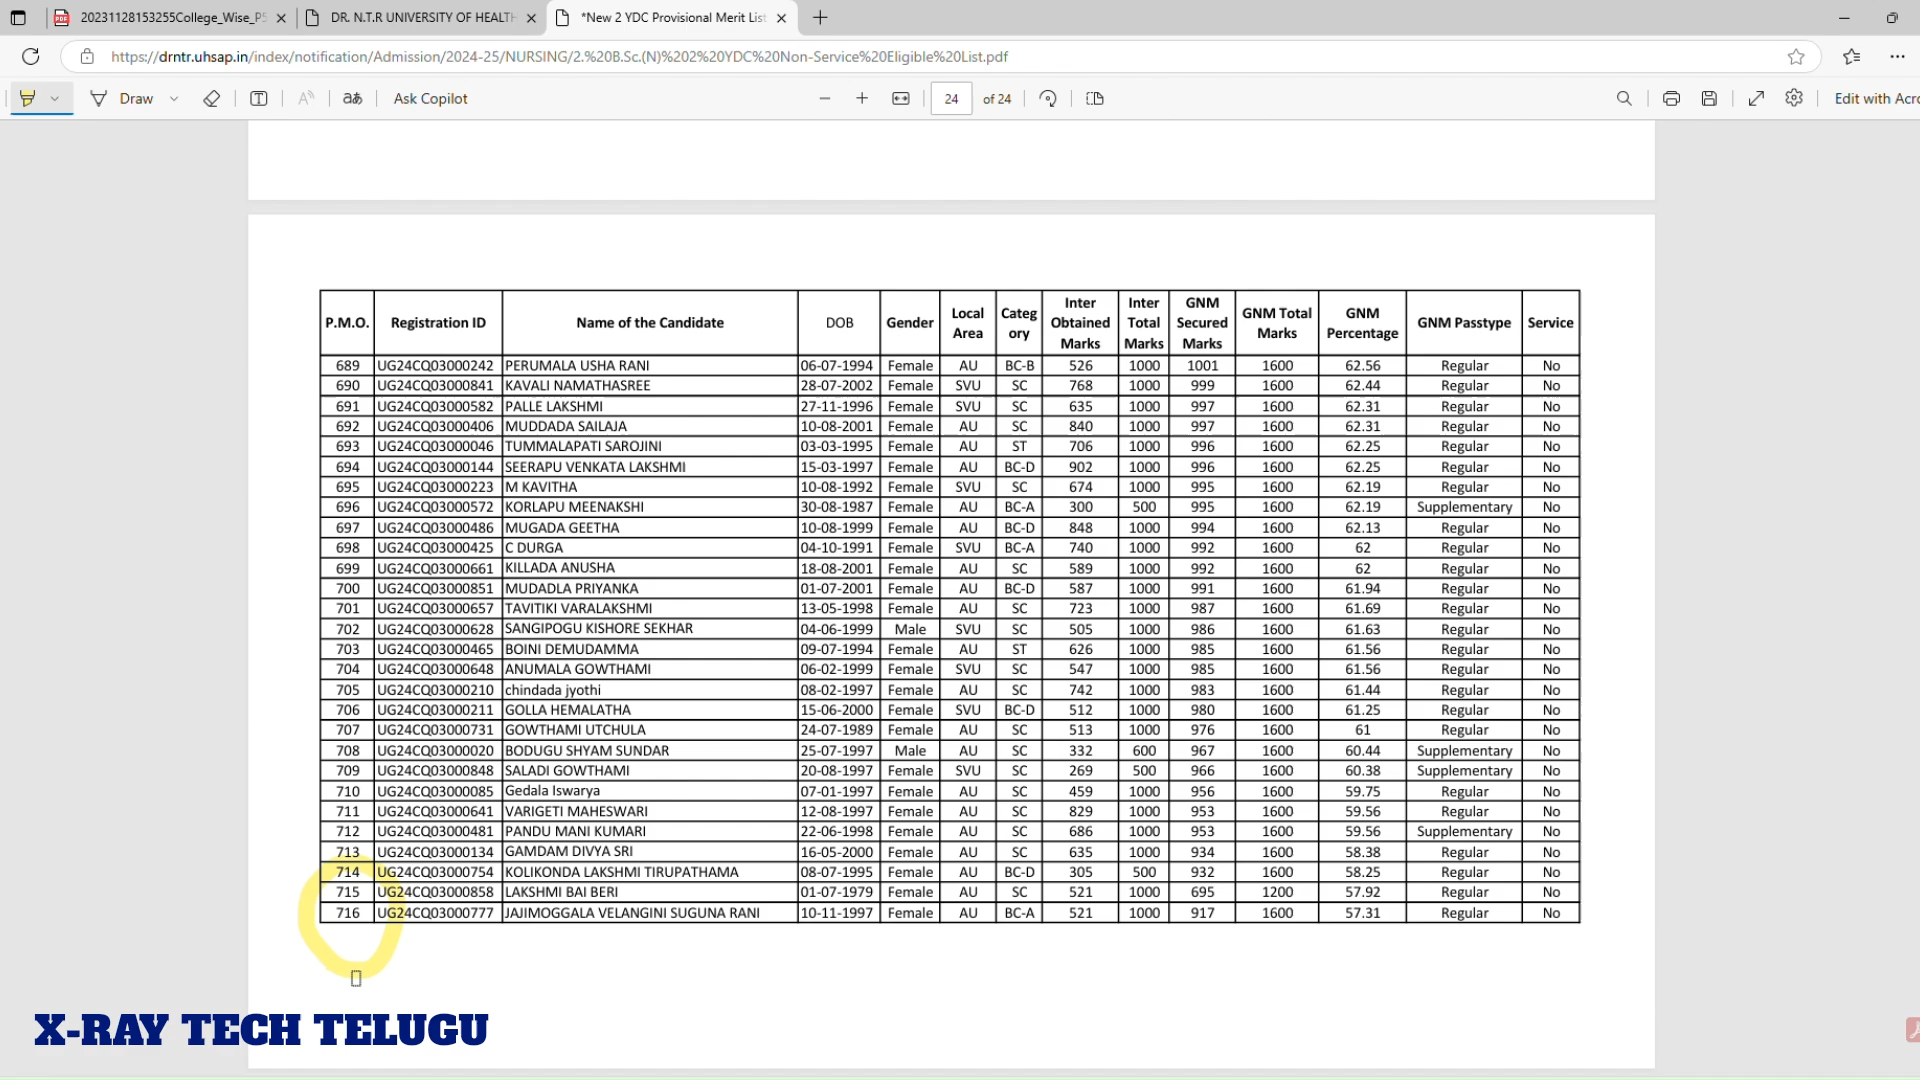 20231128153255College_Wise_PS
DR. N.T.R UNIVERSITY OF HEALTH
*New 2 YDC Provisional Merit List
https://drntr.uhsap.in/index/notification/Admission/2024-25/NURSING/2.%20B.Sc.(N)%202%20YDC%20Non-Service%20Eligible%20List.pdf
Draw
Ask Copilot
24 of 24
Edit with Acro
P.M.O. Registration ID Name of the Candidate DOB Gender Local Area Category Inter Obtained Marks Inter Total Marks GNM Secured Marks GNM Total Marks GNM Percentage GNM Passtype Service
689 UG24CQ03000242 PERUMALA USHA RANI 06-07-1994 Female AU BC-B 526 1000 1001 1600 62.56 Regular No
690 UG24CQ03000841 KAVALI NAMATHASREE 28-07-2002 Female SVU SC 768 1000 999 1600 62.44 Regular No
691 UG24CQ03000582 PALLE LAKSHMI 27-11-1996 Female SVU SC 635 1000 997 1600 62.31 Regular No
692 UG24CQ03000406 MUDDADA SAILAJA 10-08-2001 Female AU SC 840 1000 997 1600 62.31 Regular No
693 UG24CQ03000046 TUMMALAPATI SAROJINI 03-03-1995 Female AU ST 706 1000 996 1600 62.25 Regular No
694 UG24CQ03000144 SEERAPU VENKATA LAKSHMI 15-03-1997 Female AU BC-D 902 1000 996 1600 62.25 Regular No
695 UG24CQ03000223 M KAVITHA 10-08-1992 Female SVU SC 674 1000 995 1600 62.19 Regular No
696 UG24CQ03000572 KORLAPU MEENAKSHI 30-08-1987 Female AU BC-A 300 500 995 1600 62.19 Supplementary No
697 UG24CQ03000486 MUGADA GEETHA 10-08-1999 Female AU BC-D 848 1000 994 1600 62.13 Regular No
698 UG24CQ03000425 C DURGA 04-10-1991 Female SVU BC-A 740 1000 992 1600 62 Regular No
699 UG24CQ03000661 KILLADA ANUSHA 18-08-2001 Female AU SC 589 1000 992 1600 62 Regular No
700 UG24CQ03000851 MUDADLA PRIYANKA 01-07-2001 Female AU BC-D 587 1000 991 1600 61.94 Regular No
701 UG24CQ03000657 TAVITIKI VARALAKSHMI 13-05-1998 Female AU SC 723 1000 987 1600 61.69 Regular No
702 UG24CQ03000628 SANGIPOGU KISHORE SEKHAR 04-06-1999 Male SVU SC 505 1000 986 1600 61.63 Regular No
703 UG24CQ03000465 BOINI DEMUDAMMA 09-07-1994 Female AU ST 626 1000 985 1600 61.56 Regular No
704 UG24CQ03000648 ANUMALA GOWTHAMI 06-02-1999 Female SVU SC 547 1000 985 1600 61.56 Regular No
705 UG24CQ03000210 chindada jyothi 08-02-1997 Female AU SC 742 1000 983 1600 61.44 Regular No
706 UG24CQ03000211 GOLLA HEMALATHA 15-06-2000 Female SVU BC-D 512 1000 980 1600 61.25 Regular No
707 UG24CQ03000731 GOWTHAMI UTCHULA 24-07-1989 Female AU SC 513 1000 976 1600 61 Regular No
708 UG24CQ03000020 BODUGU SHYAM SUNDAR 25-07-1997 Male AU SC 332 600 967 1600 60.44 Supplementary No
709 UG24CQ03000848 SALADI GOWTHAMI 20-08-1997 Female SVU SC 269 500 966 1600 60.38 Supplementary No
710 UG24CQ03000085 Gedala Iswarya 07-01-1997 Female AU SC 459 1000 956 1600 59.75 Regular No
711 UG24CQ03000641 VARIGETI MAHESWARI 12-08-1997 Female AU SC 829 1000 953 1600 59.56 Regular No
712 UG24CQ03000481 PANDU MANI KUMARI 22-06-1998 Female AU SC 686 1000 953 1600 59.56 Supplementary No
713 UG24CQ03000134 GAMDAM DIVYA SRI 16-05-2000 Female AU SC 635 1000 934 1600 58.38 Regular No
714 UG24CQ03000754 KOLIKONDA LAKSHMI TIRUPATHAMA 08-07-1995 Female AU BC-D 305 500 932 1600 58.25 Regular No
715 UG24CQ03000858 LAKSHMI BAI BERI 01-07-1979 Female AU SC 521 1000 695 1200 57.92 Regular No
716 UG24CQ03000777 JAJIMOGGALA VELANGINI SUGUNA RANI 10-11-1997 Female AU BC-A 521 1000 917 1600 57.31 Regular No
X-RAY TECH TELUGU